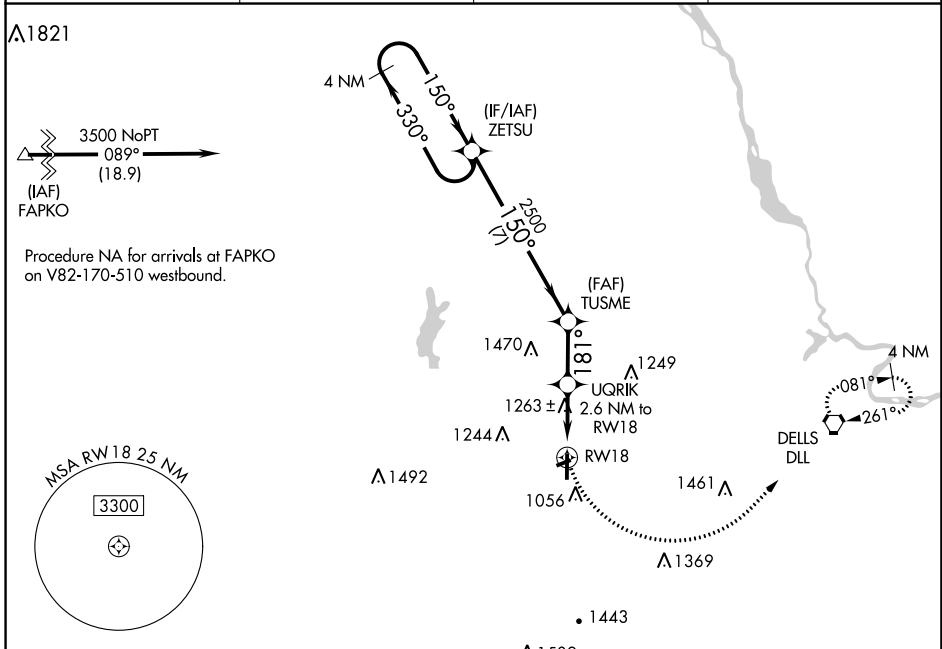 1821
4 NM
150°
330°
(IF/IAF)
ZETSU
3500 NoPT
089°
(18.9)
(IAF)
FAPKO
2500
150°
(7)
Procedure NA for arrivals at FAPKO
on V82-170-510 westbound.
(FAF)
TUSME
1470
181°
1249
4 NM
081°
261°
UQRIK
2.6 NM to
RW18
1263 ±
1244
DELLS
DLL
RW18
MSA RW18 25 NM
3300
1492
1056
1461
1369
1443